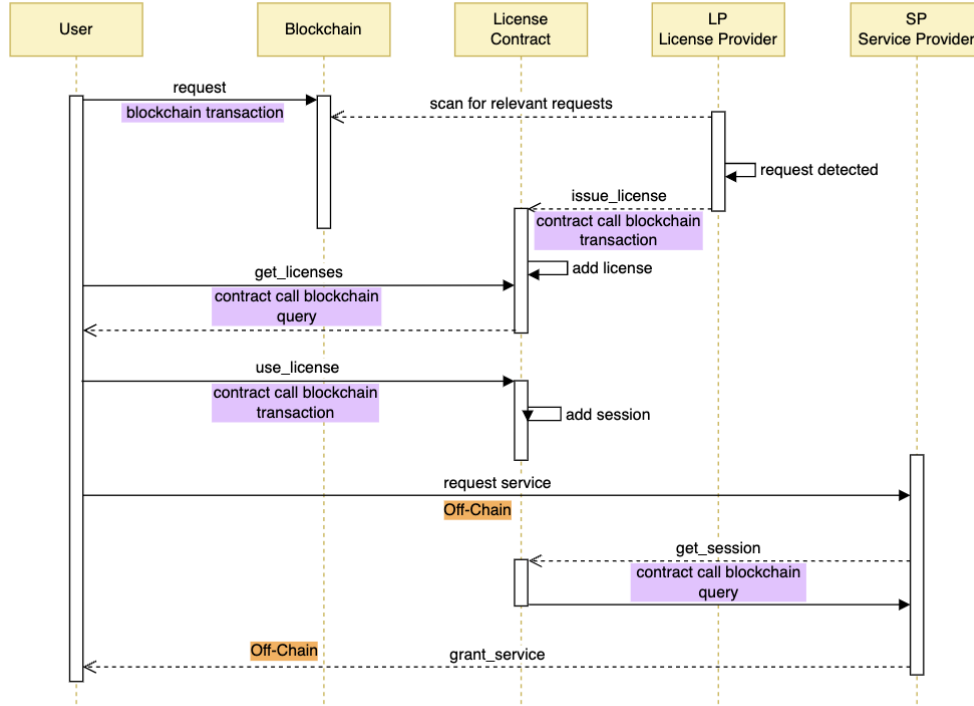 User
Blockchain
License
Contract
LP
License Provider
SP
Service Provider
request
blockchain transaction
scan for relevant requests
request detected
issue_license
contract call blockchain
transaction
add license
get_licenses
contract call blockchain
query
use_license
contract call blockchain
transaction
add session
request service
Off-Chain
get_session
contract call blockchain
query
Off-Chain
grant_service